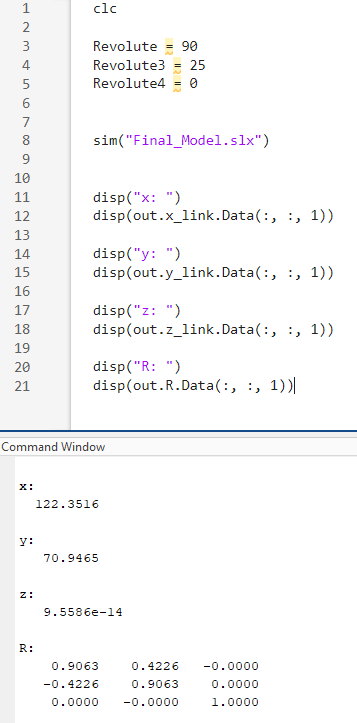 1 clc
2
3 Revolute = 90
4 Revolute3 = 25
5 Revolute4 = 0
6
7
8 sim("Final_Model.slx")
9
10
11 disp("x: ")
12 disp(out.x_link.Data(:, :, 1))
13
14 disp("y: ")
15 disp(out.y_link.Data(:, :, 1))
16
17 disp("z: ")
18 disp(out.z_link.Data(:, :, 1))
19
20 disp("R: ")
21 disp(out.R.Data(:, :, 1))
Command Window
x:
122.3516
y:
70.9465
z:
9.5586e-14
R:
0.9063 0.4226 -0.0000
-0.4226 0.9063 0.0000
0.0000 -0.0000 1.0000